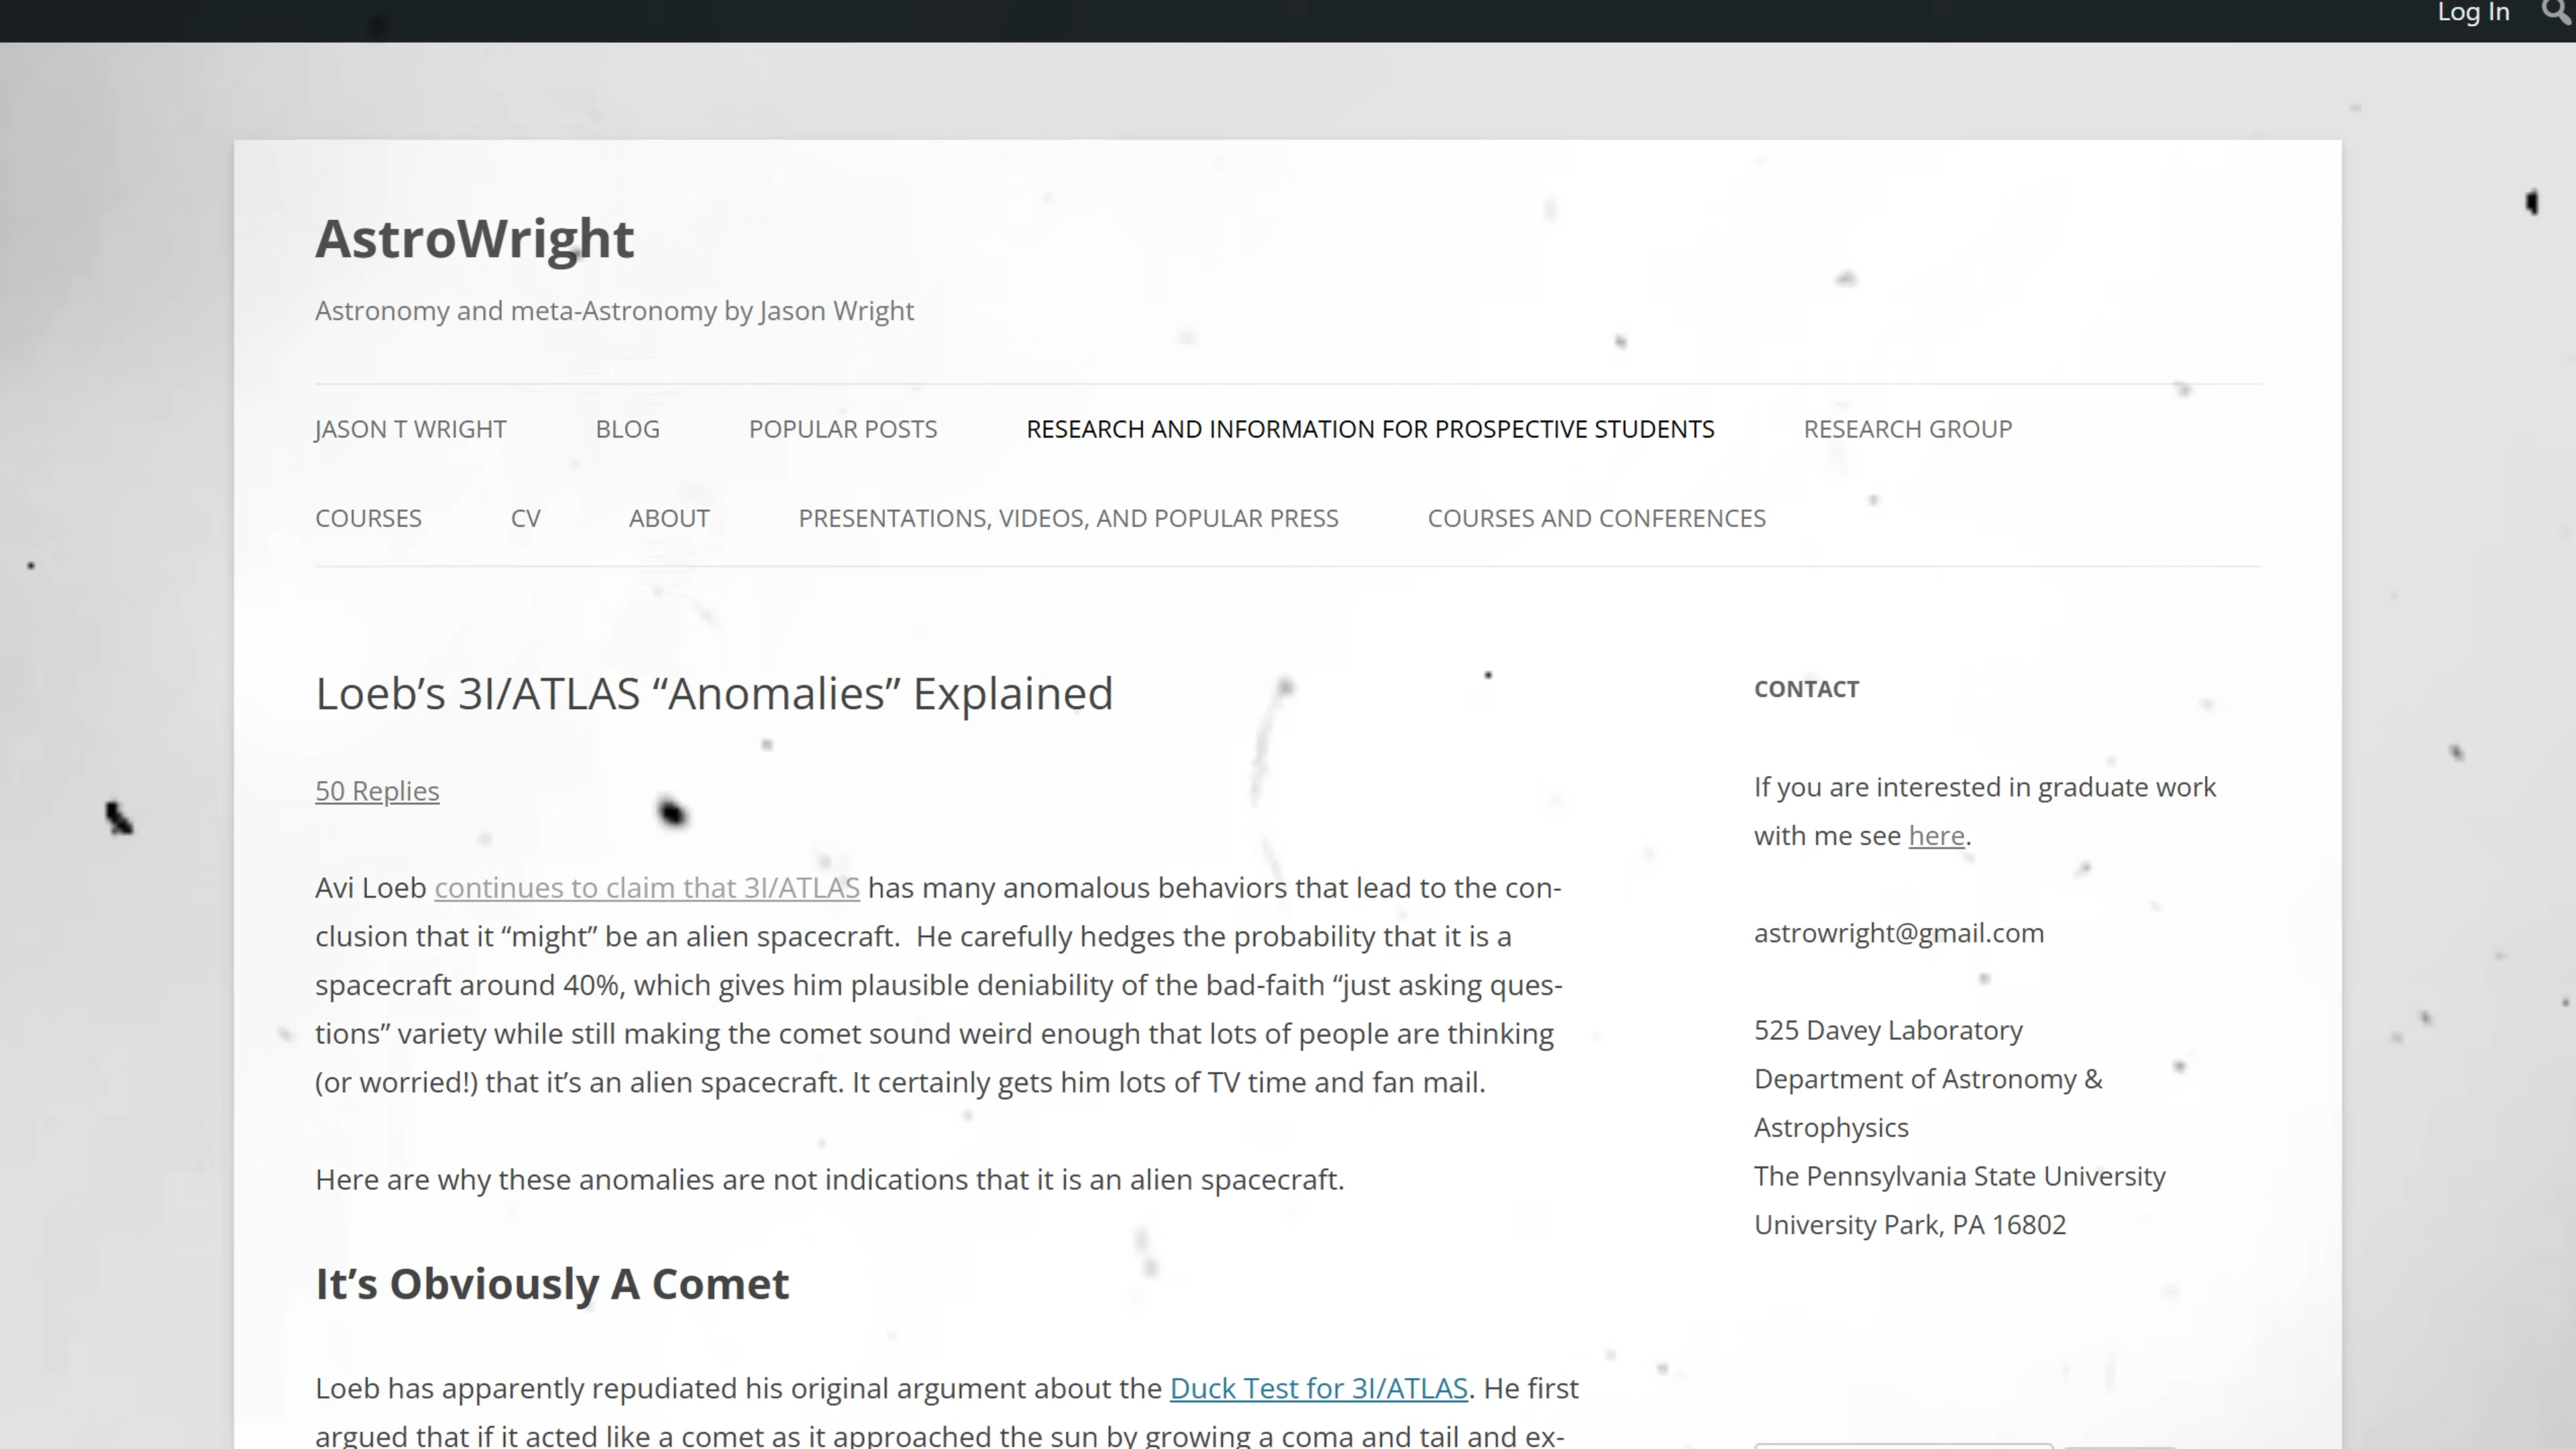 Log In
AstroWright
Astronomy and meta-Astronomy by Jason Wright
JASON T WRIGHT BLOG POPULAR POSTS RESEARCH AND INFORMATION FOR PROSPECTIVE STUDENTS RESEARCH GROUP
COURSES CV ABOUT PRESENTATIONS, VIDEOS, AND POPULAR PRESS COURSES AND CONFERENCES
Loeb’s 3I/ATLAS “Anomalies” Explained
50 Replies
Avi Loeb continues to claim that 3I/ATLAS has many anomalous behaviors that lead to the con-
clusion that it “might” be an alien spacecraft.  He carefully hedges the probability that it is a
spacecraft around 40%, which gives him plausible deniability of the bad-faith “just asking ques-
tions” variety while still making the comet sound weird enough that lots of people are thinking
(or worried!) that it’s an alien spacecraft. It certainly gets him lots of TV time and fan mail.
Here are why these anomalies are not indications that it is an alien spacecraft.
It’s Obviously A Comet
Loeb has apparently repudiated his original argument about the Duck Test for 3I/ATLAS. He first
argued that if it acted like a comet as it approached the sun by growing a coma and tail and ex-
CONTACT
If you are interested in graduate work
with me see here.
astrowright@gmail.com
525 Davey Laboratory
Department of Astronomy &
Astrophysics
The Pennsylvania State University
University Park, PA 16802